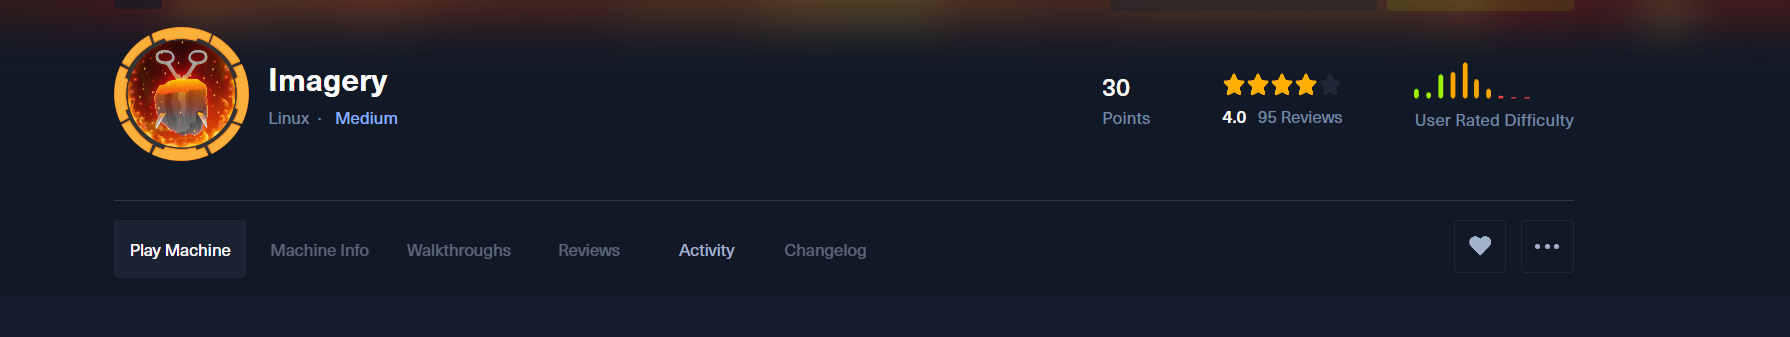 Imagery
Linux · Medium
30
Points
4.0 95 Reviews
User Rated Difficulty
Play Machine
Machine Info
Walkthroughs
Reviews
Activity
Changelog